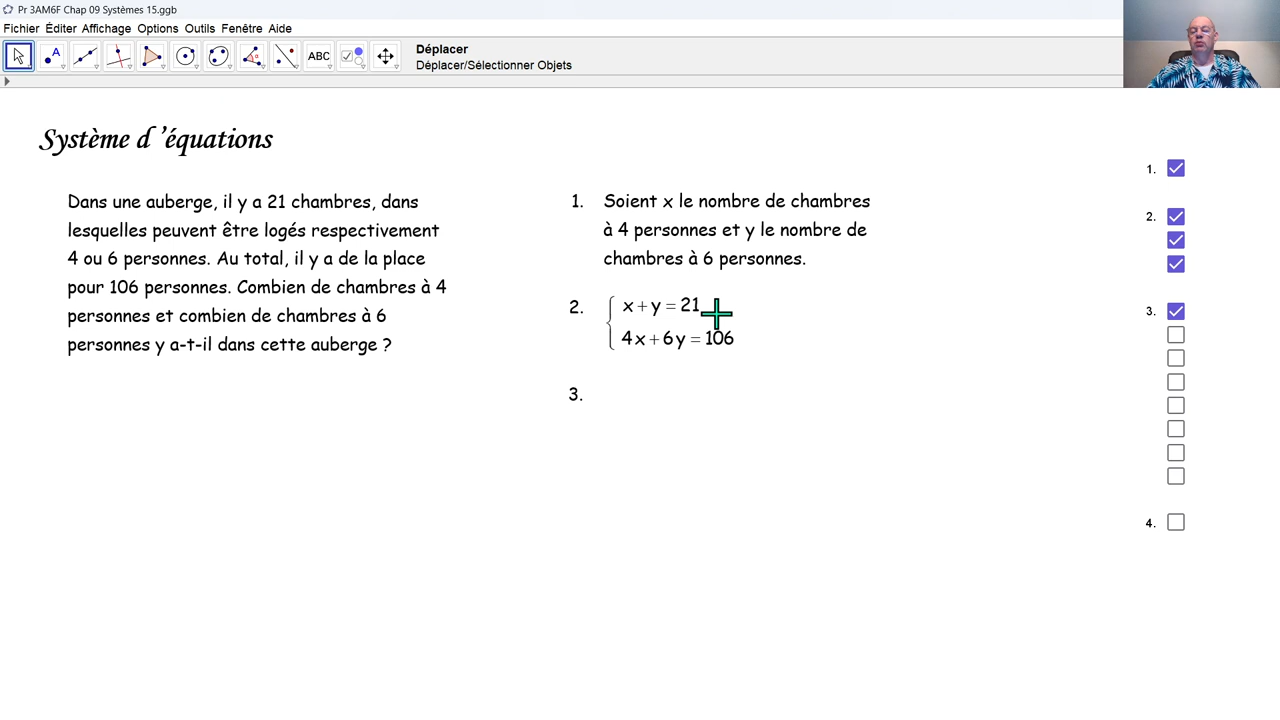 Pr 3AM6F Chap 09 Systèmes 15.ggb
Fichier Éditer Affichage Options Outils Fenêtre Aide
A
ABC
Déplacer
Déplacer/Sélectionner Objets
Système d ’équations
Dans une auberge, il y a 21 chambres, dans
lesquelles peuvent être logés respectivement
4 ou 6 personnes. Au total, il y a de la place
pour 106 personnes. Combien de chambres à 4
personnes et combien de chambres à 6
personnes y a-t-il dans cette auberge ?
1. Soient x le nombre de chambres
à 4 personnes et y le nombre de
chambres à 6 personnes.
2. x + y = 21
4x + 6y = 106
3.
1.
2.
3.
4.